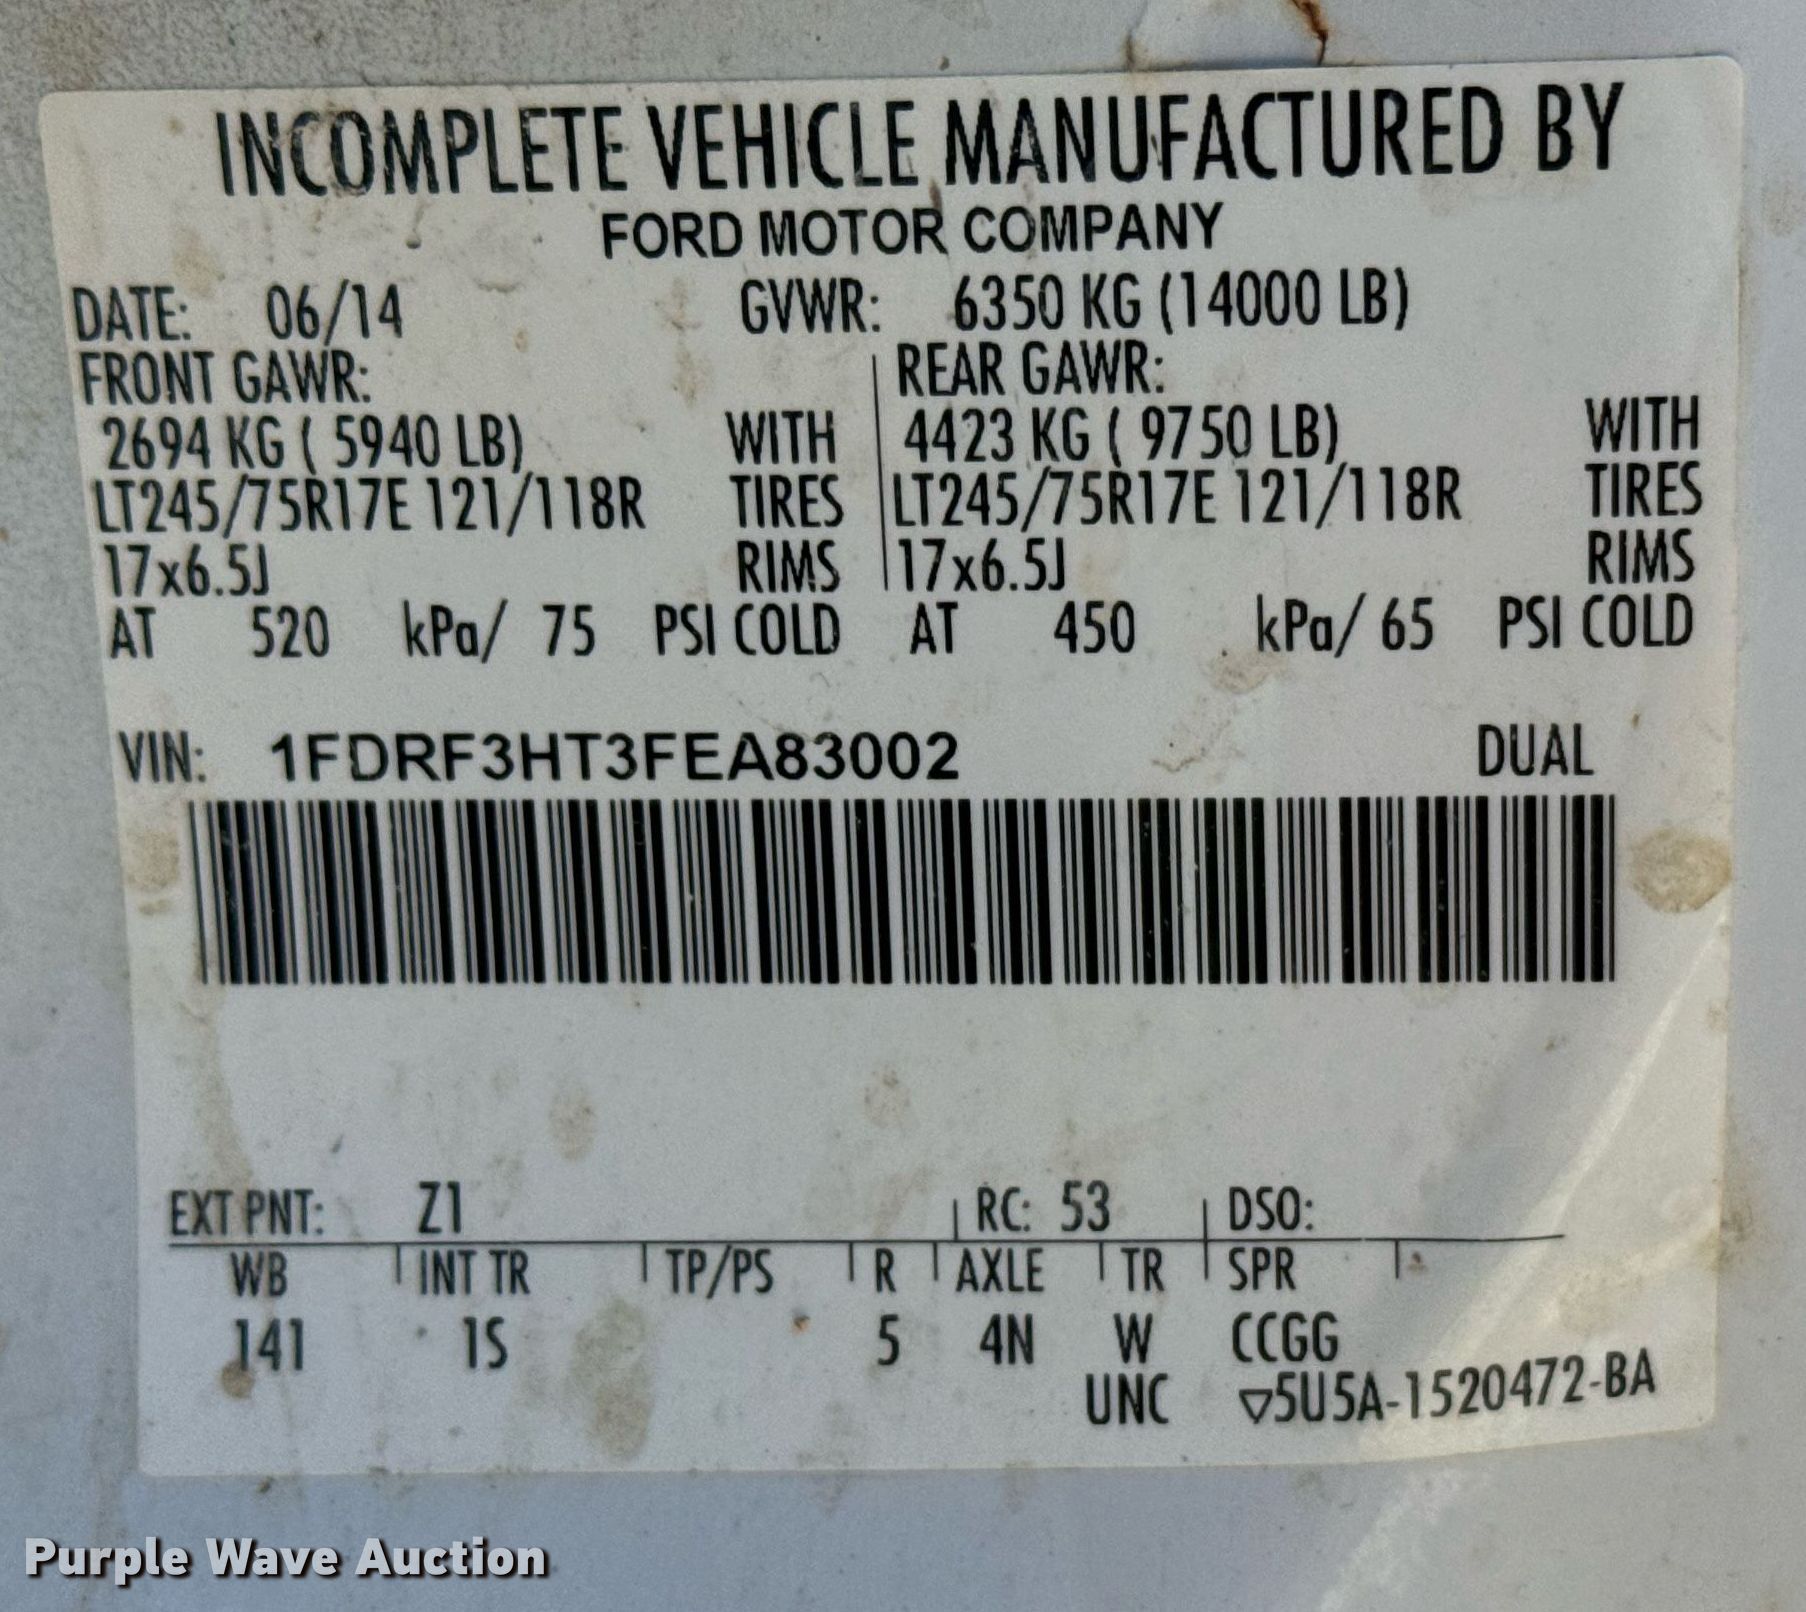 INCOMPLETE VEHICLE MANUFACTURED BY
FORD MOTOR COMPANY
DATE: 06/14 GVWR: 6350 KG (14000 LB)
FRONT GAWR: REAR GAWR:
2694 KG ( 5940 LB) WITH 4423 KG ( 9750 LB) WITH
LT245/75R17E 121/118R TIRES LT245/75R17E 121/118R TIRES
17x6.5J RIMS 17x6.5J RIMS
AT 520 kPa/ 75 PSI COLD AT 450 kPa/ 65 PSI COLD
VIN: 1FDRF3HT3FEA83002 DUAL
EXT PNT: Z1 RC: 53 DSO:
WB INT TR TP/PS R AXLE TR SPR
141 1S 5 4N W CCGG
UNC ▽5U5A-1520472-BA
Purple Wave Auction